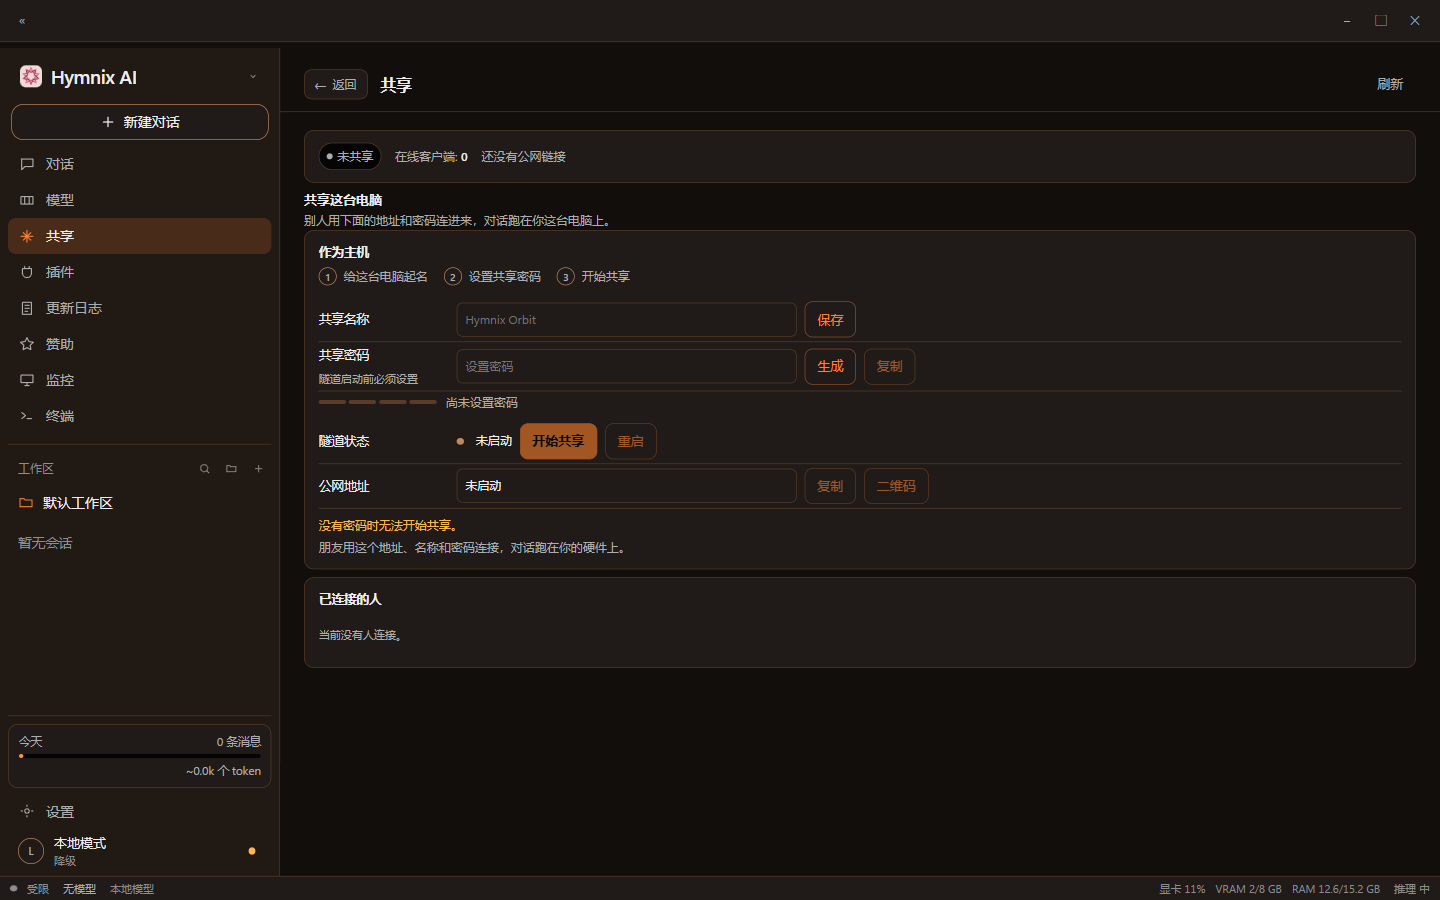 «
Hymnix AI
新建对话
对话
模型
共享
插件
更新日志
赞助
监控
终端
工作区
默认工作区
暂无会话
今天 0 条消息
~0.0k 个 token
设置
L 本地模式
降级
← 返回 共享 刷新
未共享 在线客户端: 0 还没有公网链接
共享这台电脑
别人用下面的地址和密码连进来，对话跑在你这台电脑上。
作为主机
1 给这台电脑起名 2 设置共享密码 3 开始共享
共享名称 Hymnix Orbit 保存
共享密码 设置密码 生成 复制
隧道启动前必须设置
尚未设置密码
隧道状态 未启动 开始共享 重启
公网地址 未启动 复制 二维码
没有密码时无法开始共享。
朋友用这个地址、名称和密码连接，对话跑在你的硬件上。
已连接的人
当前没有人连接。
受限 无模型 本地模型 显卡 11% VRAM 2/8 GB RAM 12.6/15.2 GB 推理 中